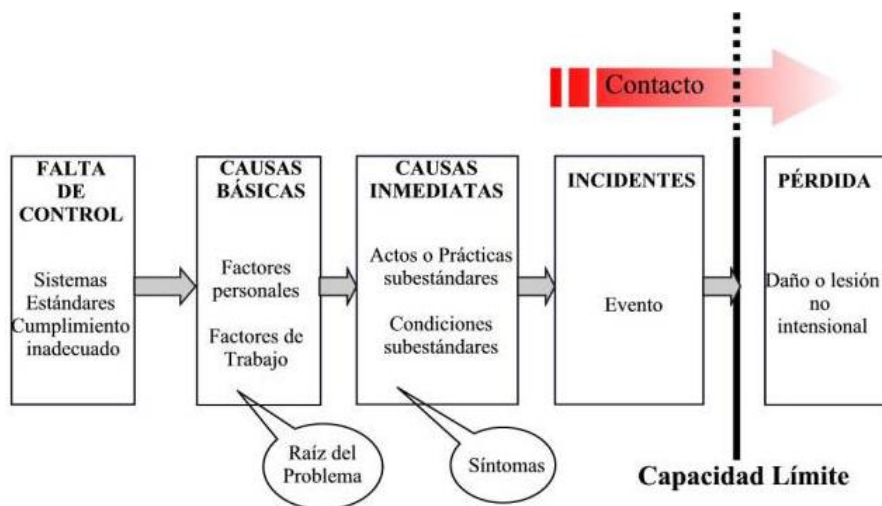 Contacto
FALTA
DE
CONTROL
Sistemas
Estándares
Cumplimiento
inadecuado
CAUSAS
BÁSICAS
Factores
personales
Factores de
Trabajo
CAUSAS
INMEDIATAS
Actos o Prácticas
subestándares
Condiciones
subestándares
INCIDENTES
Evento
PÉRDIDA
Daño o lesión
no
intensional
Raíz del
Problema
Síntomas
Capacidad Límite